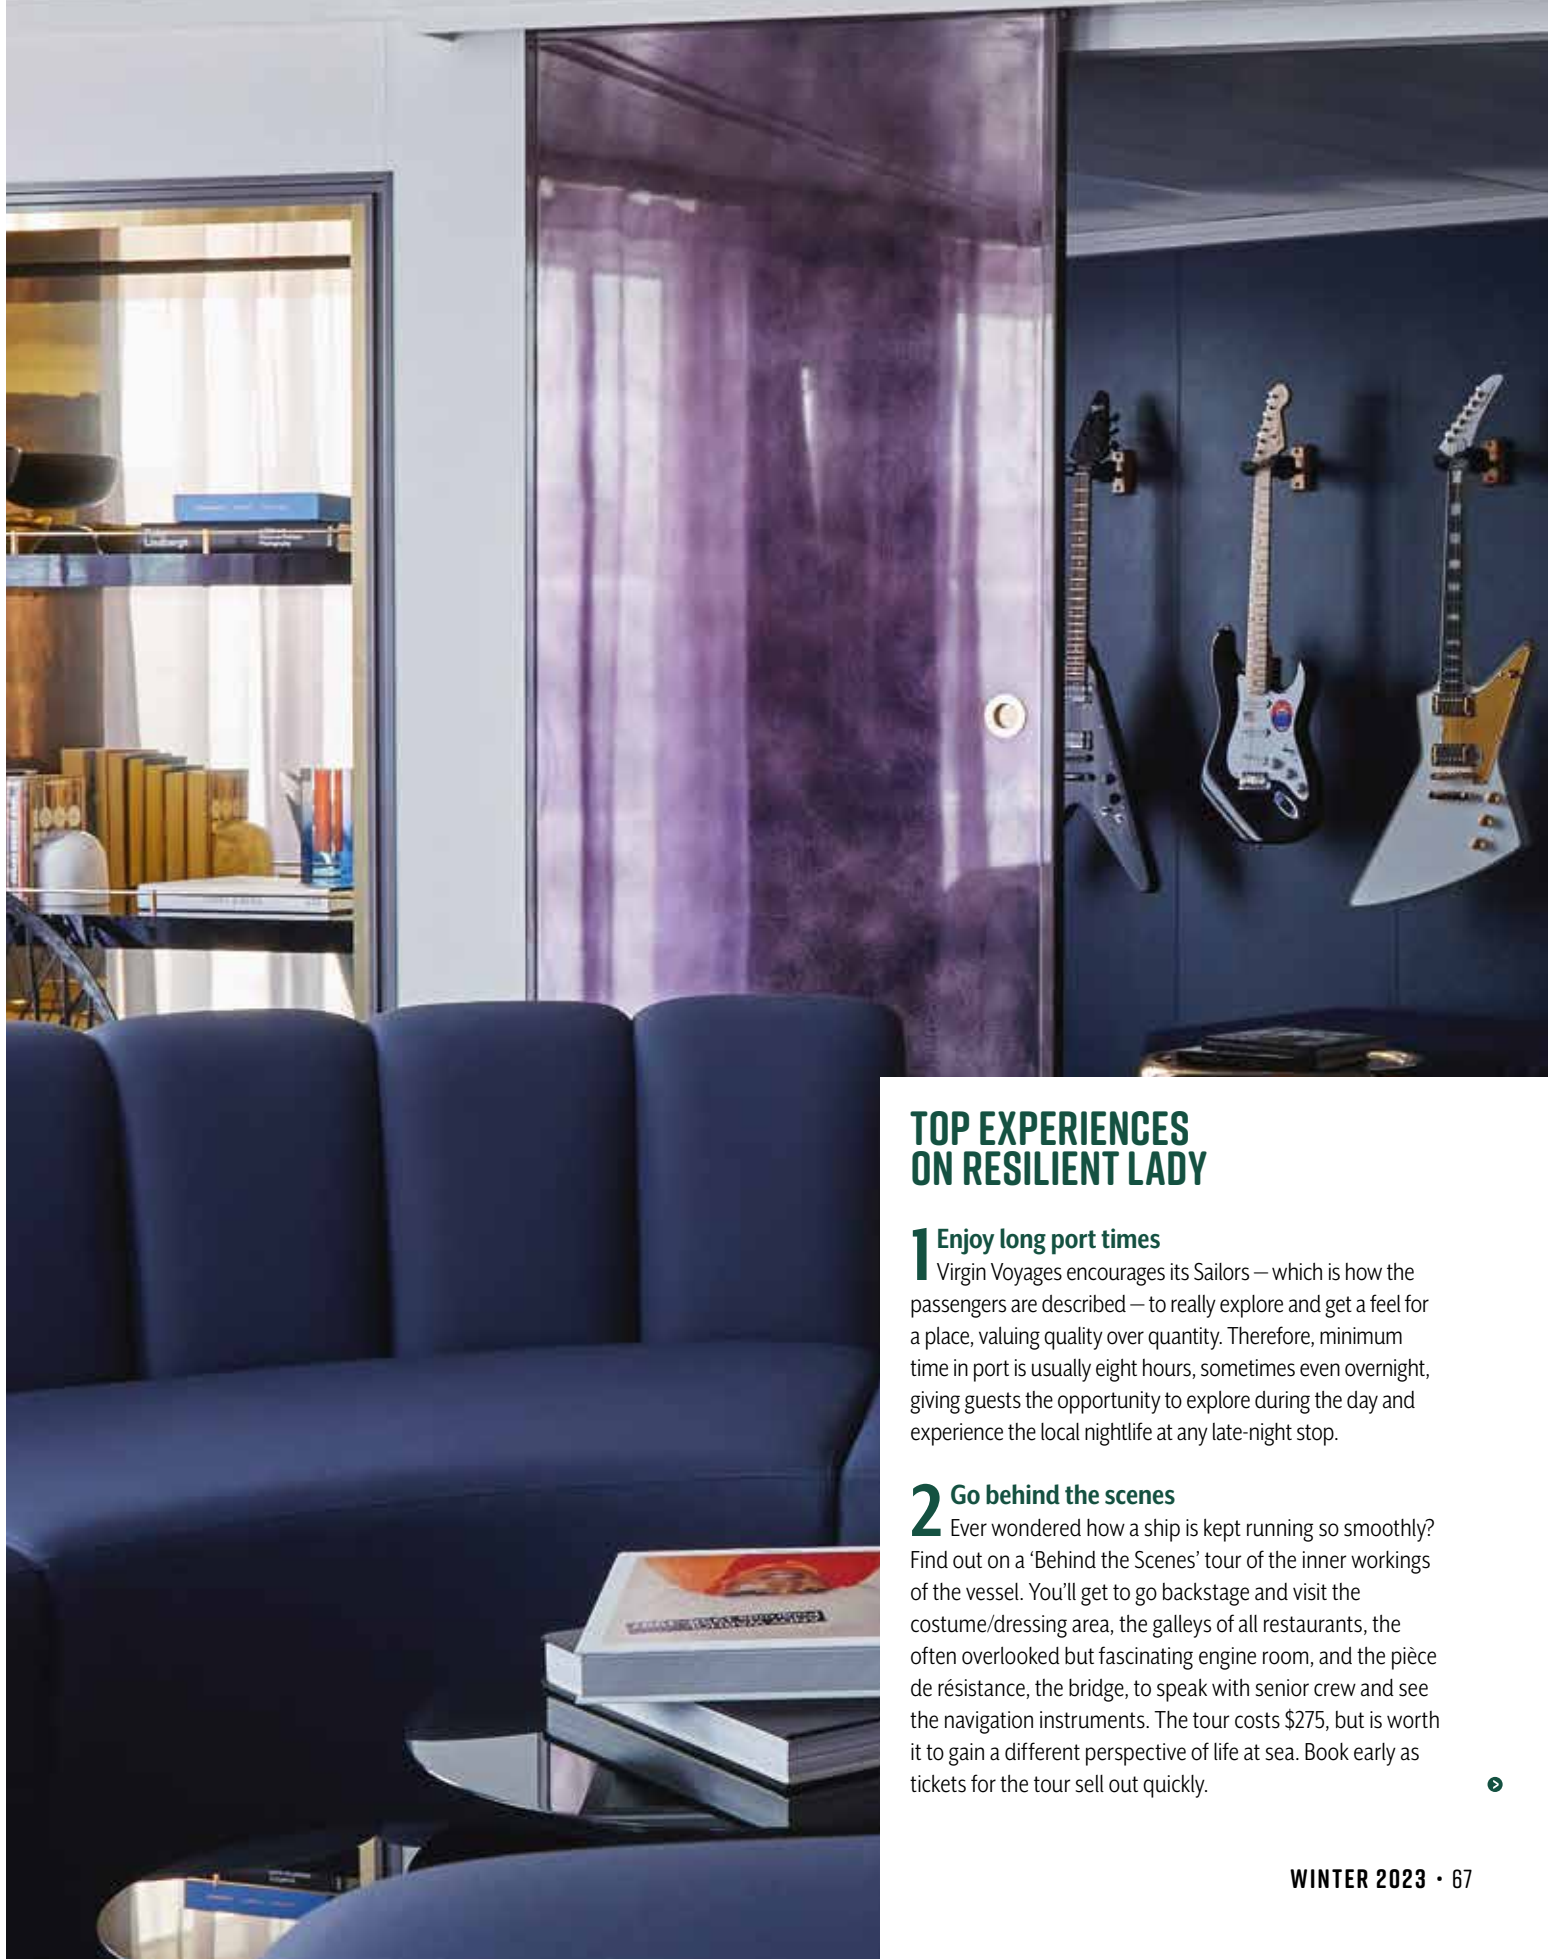 Lindbergh
TOP EXPERIENCES
ON RESILIENT LADY
1 Enjoy long port times
Virgin Voyages encourages its Sailors — which is how the
passengers are described — to really explore and get a feel for
a place, valuing quality over quantity. Therefore, minimum
time in port is usually eight hours, sometimes even overnight,
giving guests the opportunity to explore during the day and
experience the local nightlife at any late-night stop.
2 Go behind the scenes
Ever wondered how a ship is kept running so smoothly?
Find out on a ‘Behind the Scenes’ tour of the inner workings
of the vessel. You’ll get to go backstage and visit the
costume/dressing area, the galleys of all restaurants, the
often overlooked but fascinating engine room, and the pièce
de résistance, the bridge, to speak with senior crew and see
the navigation instruments. The tour costs $275, but is worth
it to gain a different perspective of life at sea. Book early as
tickets for the tour sell out quickly.
WINTER 2023 • 67